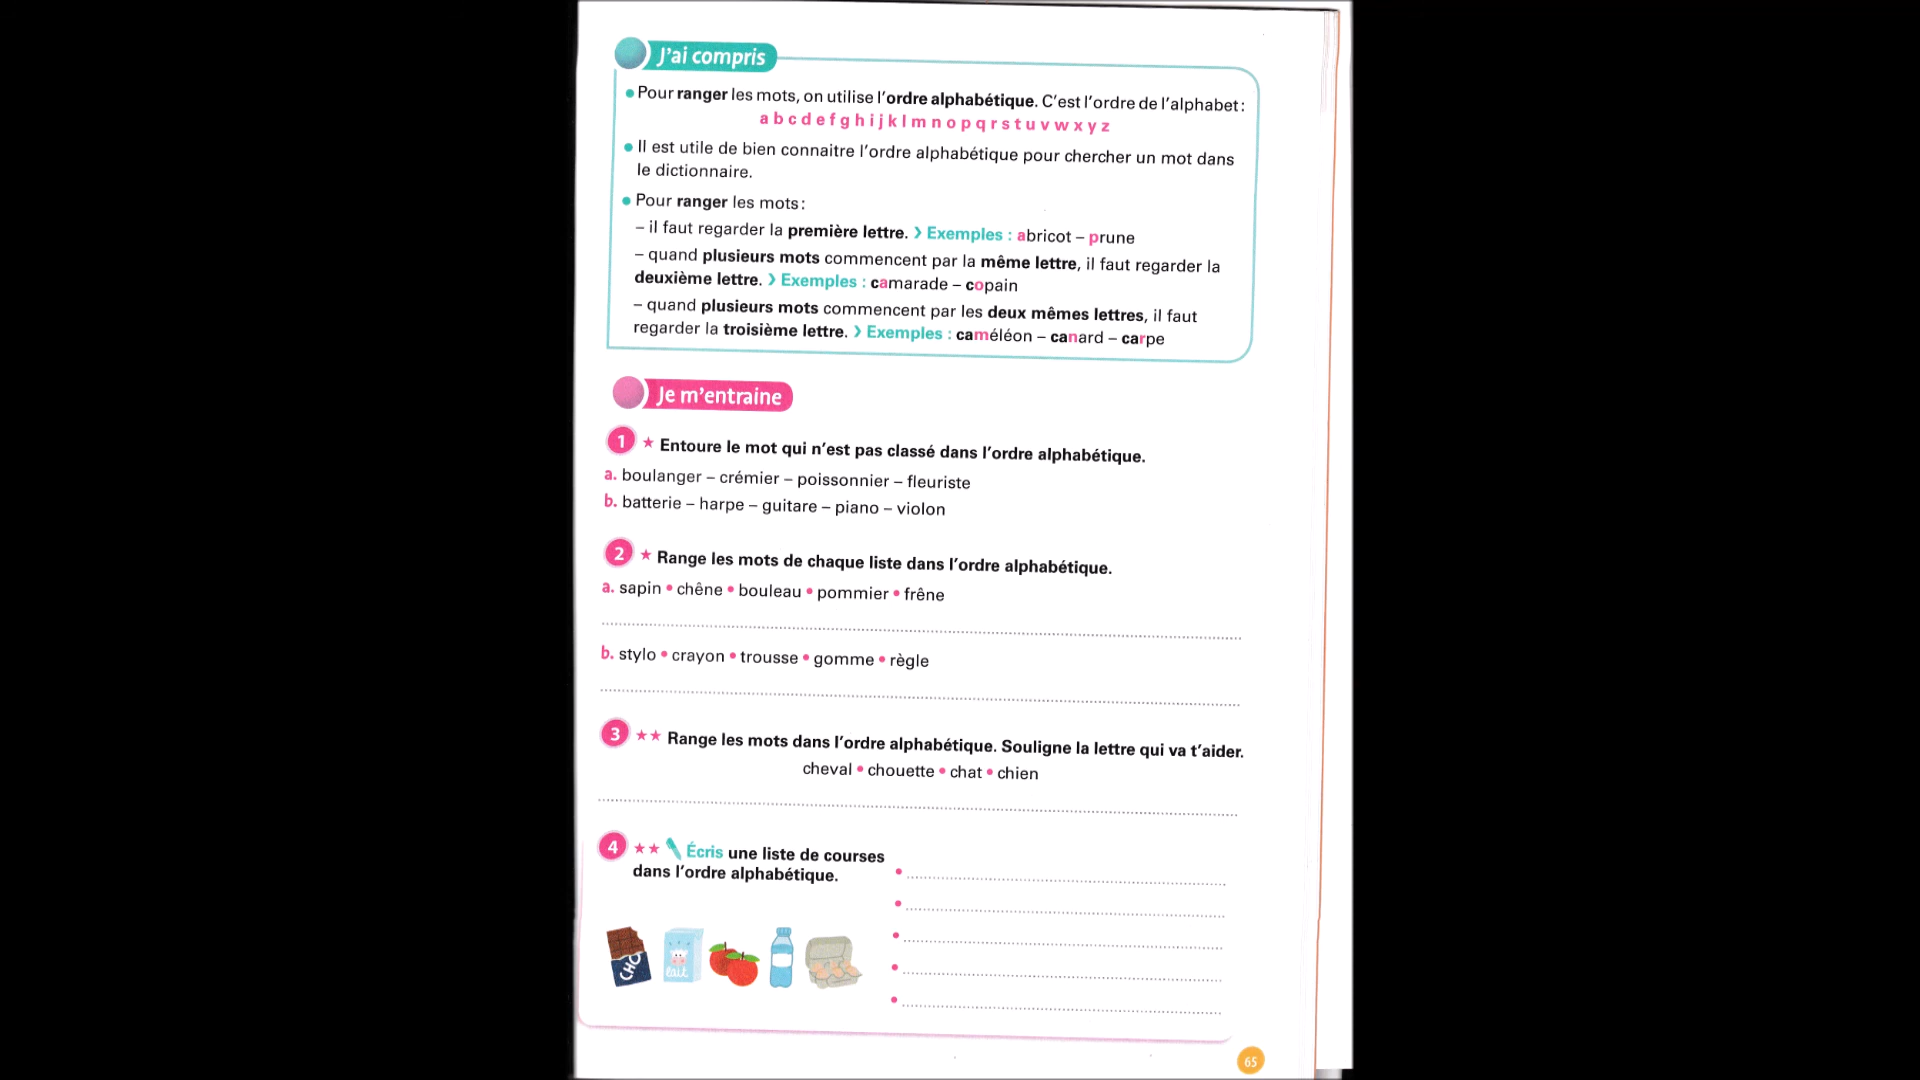 J'ai compris
• Pour ranger les mots, on utilise l'ordre alphabétique. C'est l'ordre de l'alphabet :
a b c d e f g h i j k l m n o p q r s t u v w x y z
• Il est utile de bien connaitre l'ordre alphabétique pour chercher un mot dans
le dictionnaire.
• Pour ranger les mots :
– il faut regarder la première lettre. ❯ Exemples : abricot – prune
– quand plusieurs mots commencent par la même lettre, il faut regarder la
deuxième lettre. ❯ Exemples : camarade – copain
– quand plusieurs mots commencent par les deux mêmes lettres, il faut
regarder la troisième lettre. ❯ Exemples : caméléon – canard – carpe
Je m'entraine
1 ★ Entoure le mot qui n'est pas classé dans l'ordre alphabétique.
a. boulanger – crémier – poissonnier – fleuriste
b. batterie – harpe – guitare – piano – violon
2 ★ Range les mots de chaque liste dans l'ordre alphabétique.
a. sapin • chêne • bouleau • pommier • frêne
b. stylo • crayon • trousse • gomme • règle
3 ★★ Range les mots dans l'ordre alphabétique. Souligne la lettre qui va t'aider.
cheval • chouette • chat • chien
4 ★★ Écris une liste de courses
dans l'ordre alphabétique.
CHO
lait
65